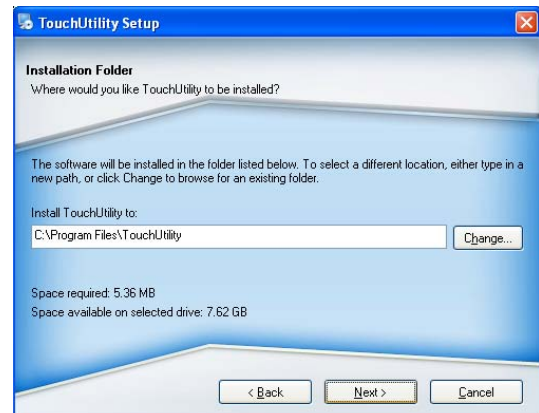 TouchUtility Setup
Installation Folder
Where would you like TouchUtility to be installed?
The software will be installed in the folder listed below. To select a different location, either type in a
new path, or click Change to browse for an existing folder.
Install TouchUtility to:
C:\Program Files\TouchUtility
Change...
Space required: 5.36 MB
Space available on selected drive: 7.62 GB
< Back
Next >
Cancel